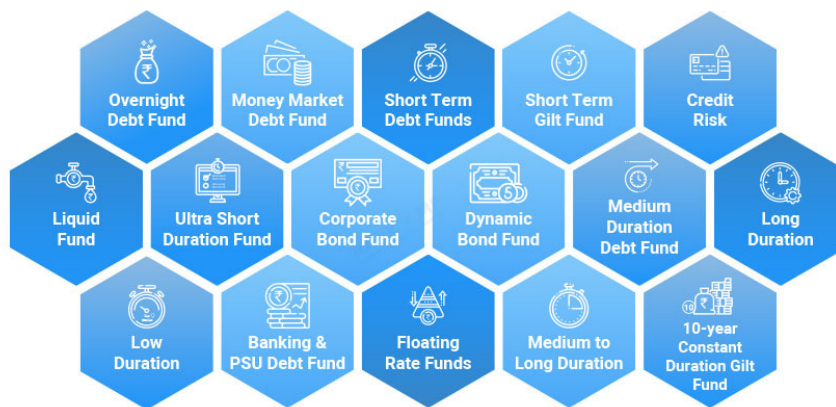 Overnight
Debt Fund
Money Market
Debt Fund
Short Term
Debt Funds
Short Term
Gilt Fund
Credit
Risk
Liquid
Fund
Ultra Short
Duration Fund
Corporate
Bond Fund
Dynamic
Bond Fund
5
Medium
Duration
Debt Fund
Long
Duration
Low
Duration
Banking &
PSU Debt Fund
Floating
Rate Funds
Medium to
Long Duration
10
10-year
Constant
Duration Gilt
Fund